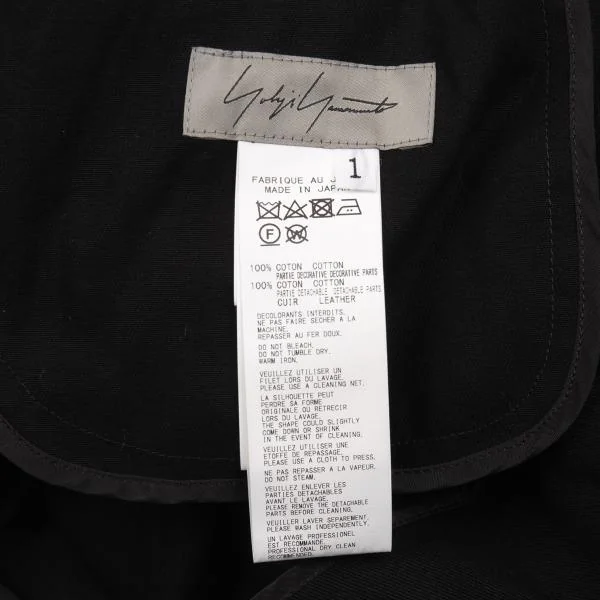 Yohji Yamamoto
1
FABRIQUE AU J
MADE IN JAPAN
F W
100% COTON COTTON
PARTIE DECORATIVE DECORATIVE PARTS
100% COTON COTTON
PARTIE DETACHABLE DETACHABLE PARTS
CUIR LEATHER
DECOLORANTS INTERDITS.
NE PAS FAIRE SECHER A LA
MACHINE.
REPASSER AU FER DOUX.
DO NOT BLEACH.
DO NOT TUMBLE DRY.
WARM IRON.
VEUILLEZ UTILISER UN
FILET LORS DU LAVAGE.
PLEASE USE A CLEANING NET.
LA SILHOUETTE PEUT
PERDRE SA FORME
ORIGINALE OU RETRECIR
LORS DU LAVAGE.
THE SHAPE COULD SLIGHTLY
COME DOWN OR SHRINK
IN THE EVENT OF CLEANING.
VEUILLEZ UTILISER UNE
ETOFFE DE REPASSAGE.
PLEASE USE A CLOTH TO PRESS.
NE PAS REPASSER A LA VAPEUR.
DO NOT STEAM.
VEUILLEZ ENLEVER LES
PARTIES DETACHABLES
AVANT LE LAVAGE.
PLEASE REMOVE THE DETACHABLE
PARTS BEFORE CLEANING.
VEUILLER LAVER SEPAREMENT.
PLEASE WASH INDEPENDENTLY.
UN LAVAGE PROFESSIONEL
EST RECOMMANDE.
PROFESSIONAL DRY CLEAN
RECOMMENDED.